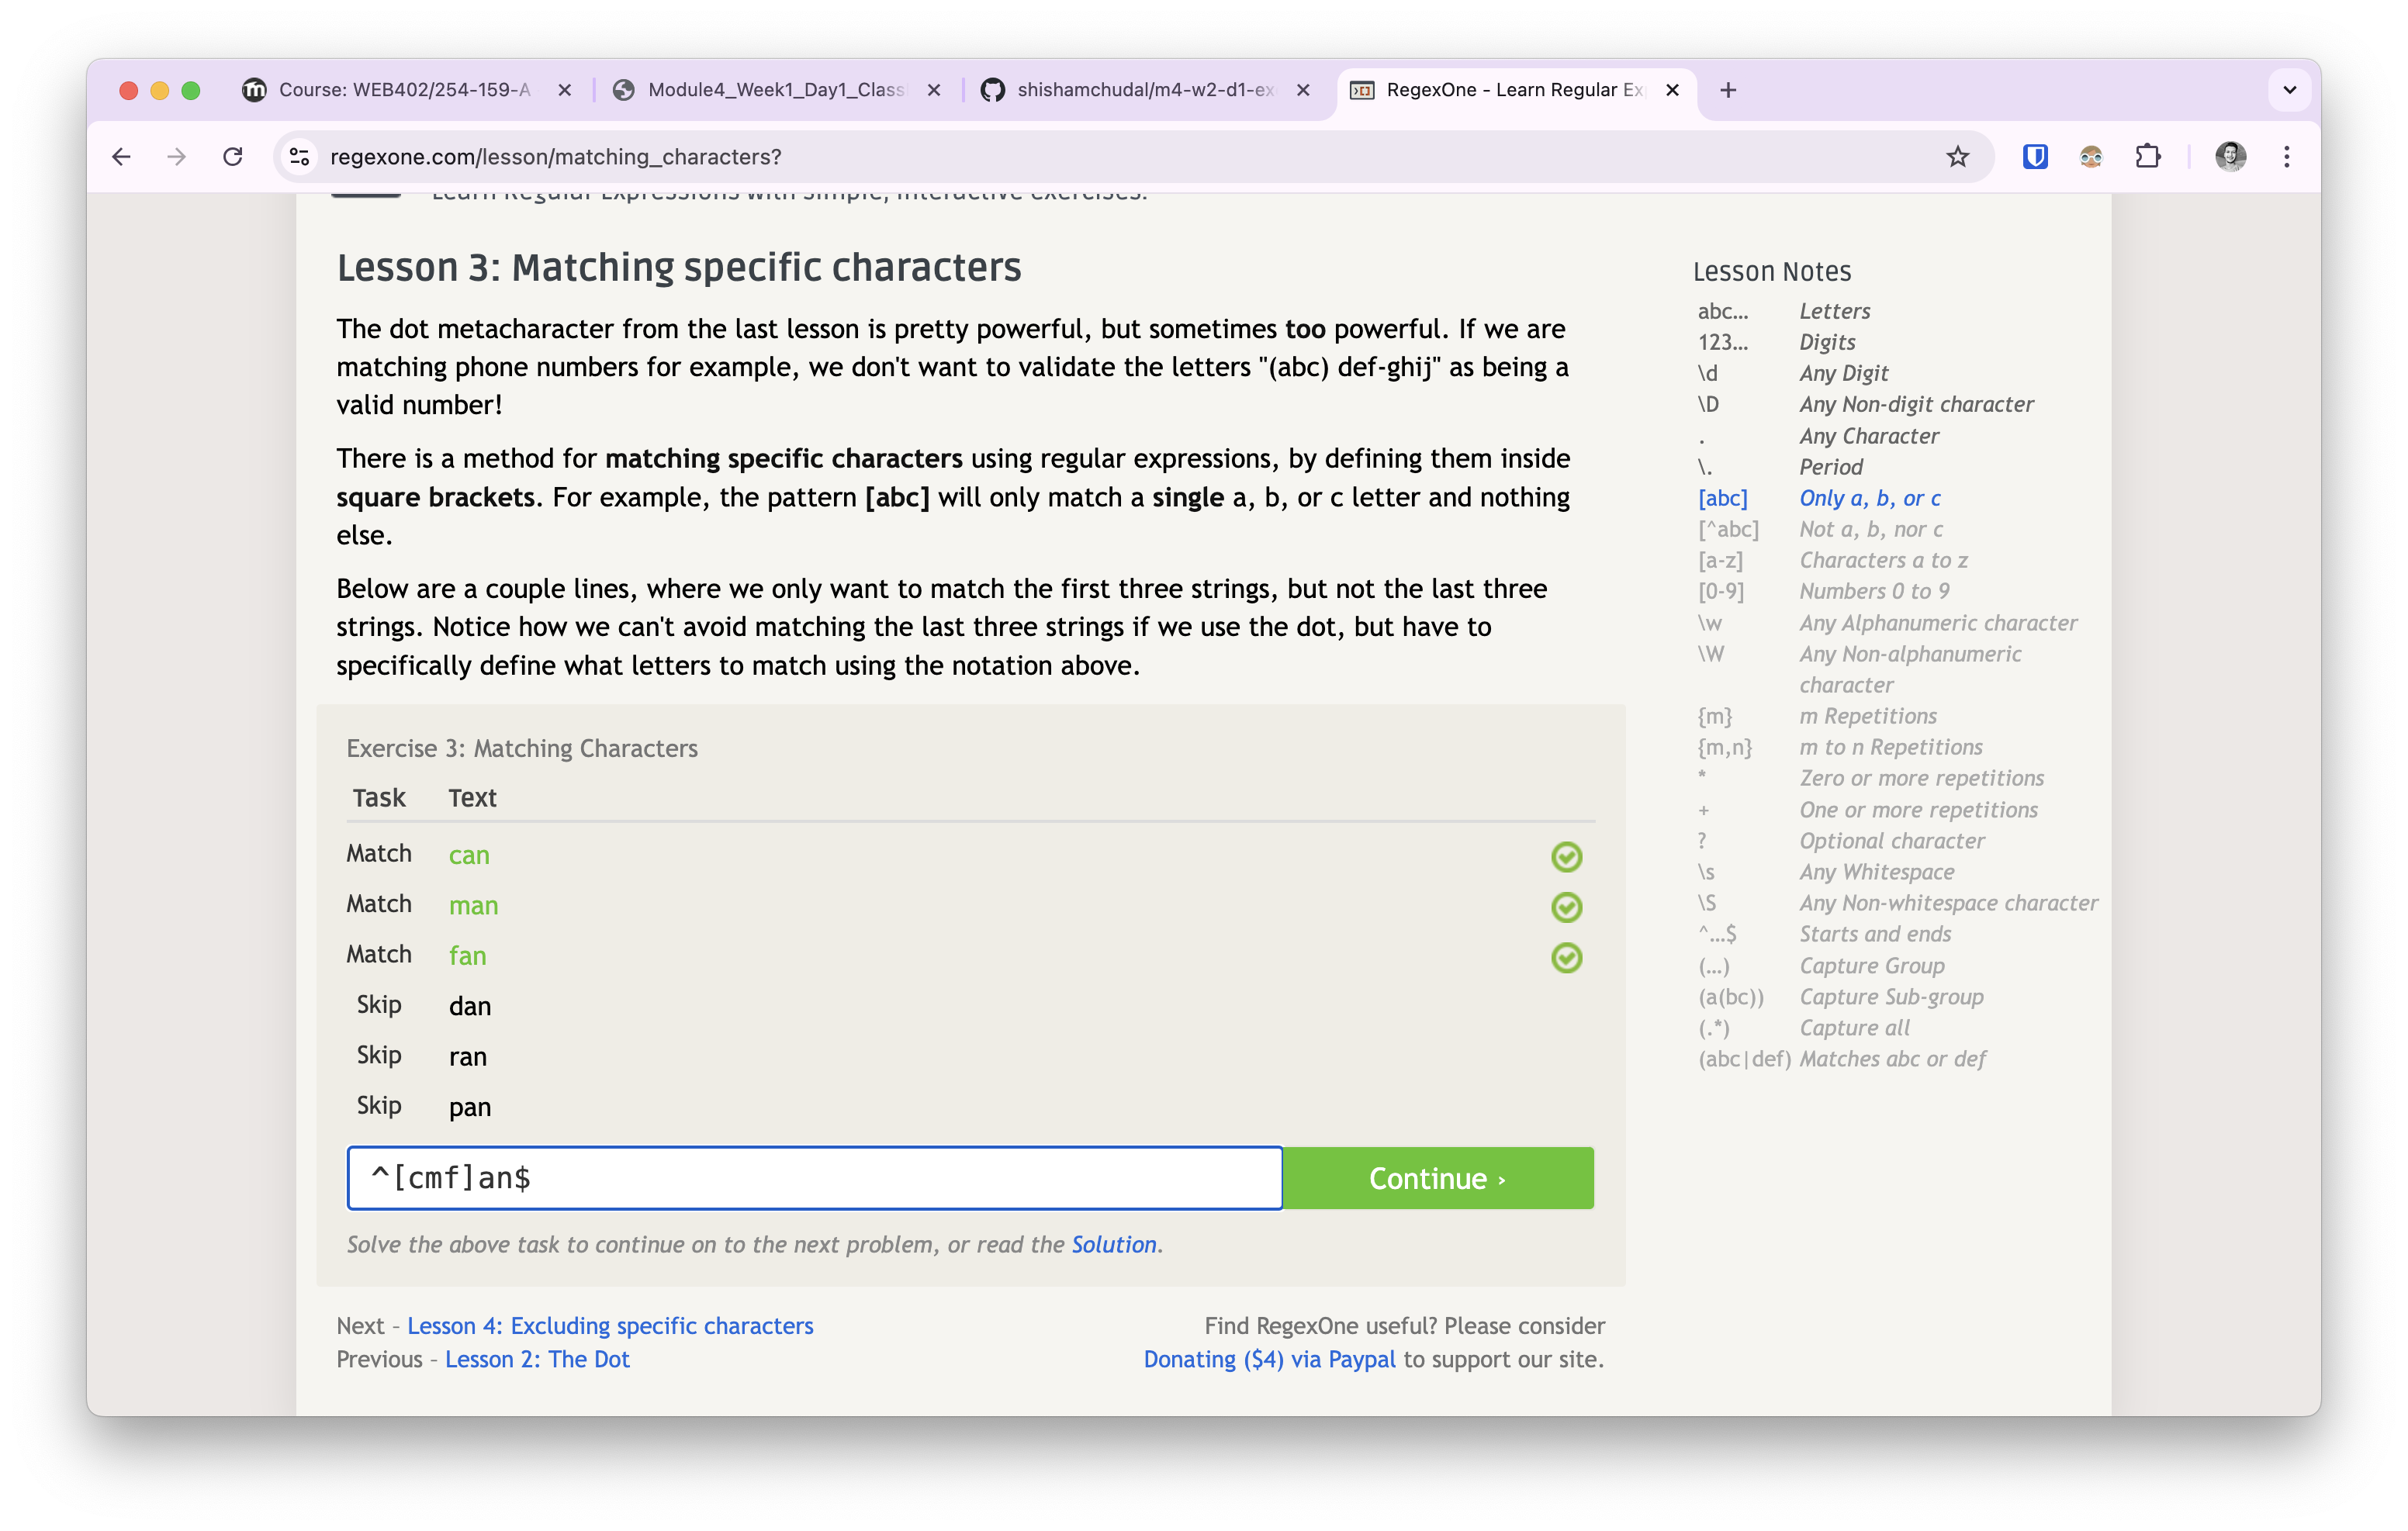 Course: WEB402/254-159-A
Module4_Week1_Day1_Class
shishamchudal/m4-w2-d1-ex
RegexOne - Learn Regular Ex
regexone.com/lesson/matching_characters?
Learn Regular Expressions with simple, interactive exercises.
Lesson 3: Matching specific characters
The dot metacharacter from the last lesson is pretty powerful, but sometimes too powerful. If we are
matching phone numbers for example, we don't want to validate the letters "(abc) def-ghij" as being a
valid number!
There is a method for matching specific characters using regular expressions, by defining them inside
square brackets. For example, the pattern [abc] will only match a single a, b, or c letter and nothing
else.
Below are a couple lines, where we only want to match the first three strings, but not the last three
strings. Notice how we can't avoid matching the last three strings if we use the dot, but have to
specifically define what letters to match using the notation above.
Exercise 3: Matching Characters
Task Text
Match can
Match man
Match fan
Skip dan
Skip ran
Skip pan
^[cmf]an$
Continue ›
Solve the above task to continue on to the next problem, or read the Solution.
Next – Lesson 4: Excluding specific characters
Previous – Lesson 2: The Dot
Find RegexOne useful? Please consider
Donating ($4) via Paypal to support our site.
Lesson Notes
abc… Letters
123… Digits
\d Any Digit
\D Any Non-digit character
. Any Character
\. Period
[abc] Only a, b, or c
[^abc] Not a, b, nor c
[a-z] Characters a to z
[0-9] Numbers 0 to 9
\w Any Alphanumeric character
\W Any Non-alphanumeric
character
{m} m Repetitions
{m,n} m to n Repetitions
* Zero or more repetitions
+ One or more repetitions
? Optional character
\s Any Whitespace
\S Any Non-whitespace character
^…$ Starts and ends
(…) Capture Group
(a(bc)) Capture Sub-group
(.*) Capture all
(abc|def) Matches abc or def